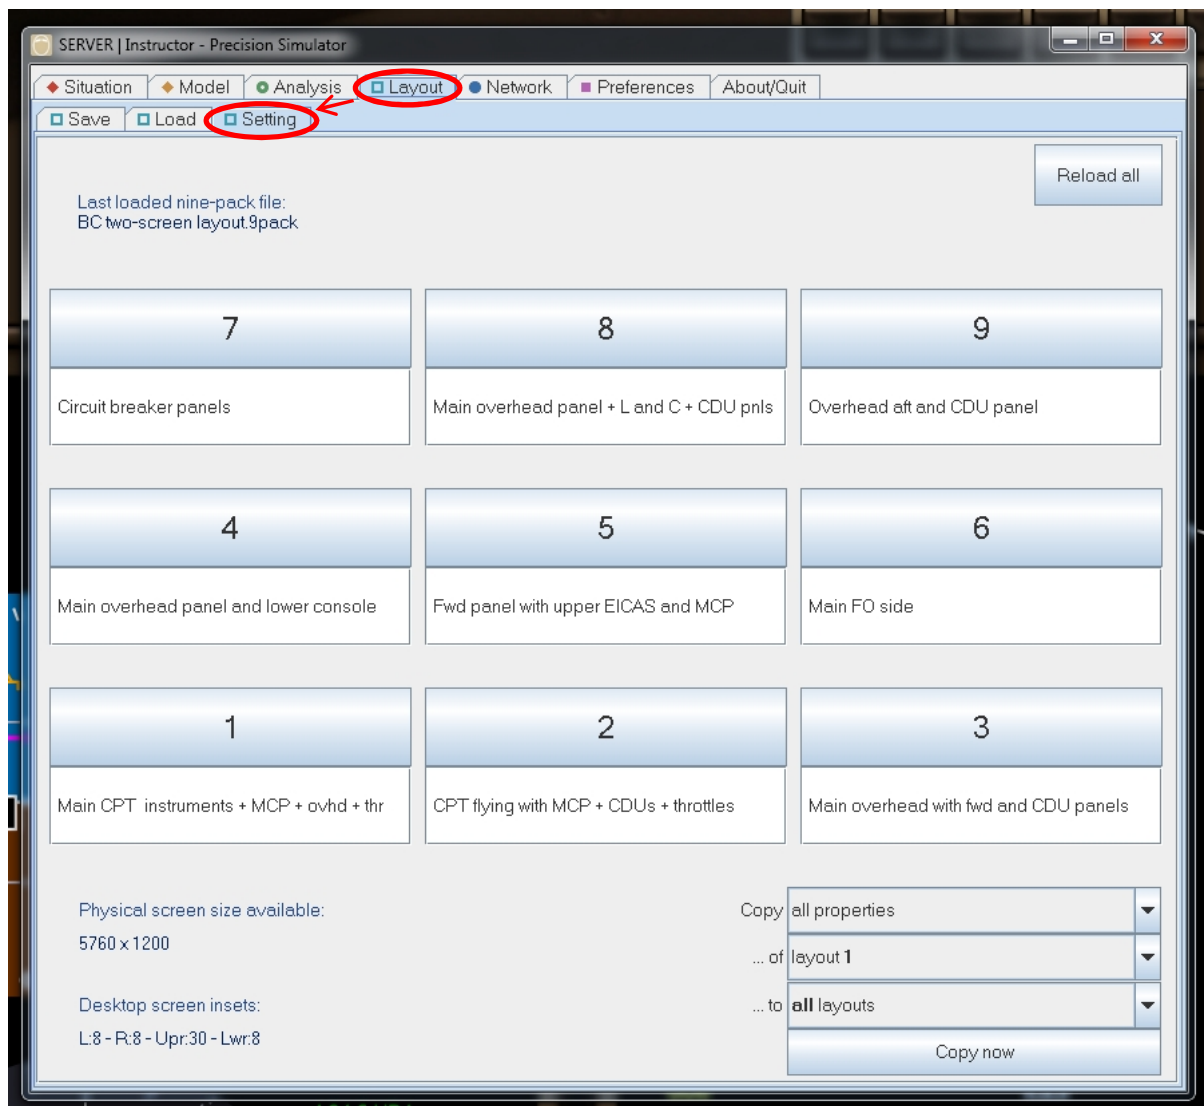 SERVER | Instructor - Precision Simulator
Situation Model Analysis Layout Network Preferences About/Quit
Save Load Setting
Reload all
Last loaded nine-pack file:
BC two-screen layout.9pack
7 8 9
Circuit breaker panels Main overhead panel + L and C + CDU pnls Overhead aft and CDU panel
4 5 6
Main overhead panel and lower console Fwd panel with upper EICAS and MCP Main FO side
1 2 3
Main CPT instruments + MCP + ovhd + thr CPT flying with MCP + CDUs + throttles Main overhead with fwd and CDU panels
Physical screen size available: Copy all properties
5760 x 1200
... of layout 1
Desktop screen insets: ... to all layouts
L:8 - R:8 - Upr:30 - Lwr:8
Copy now